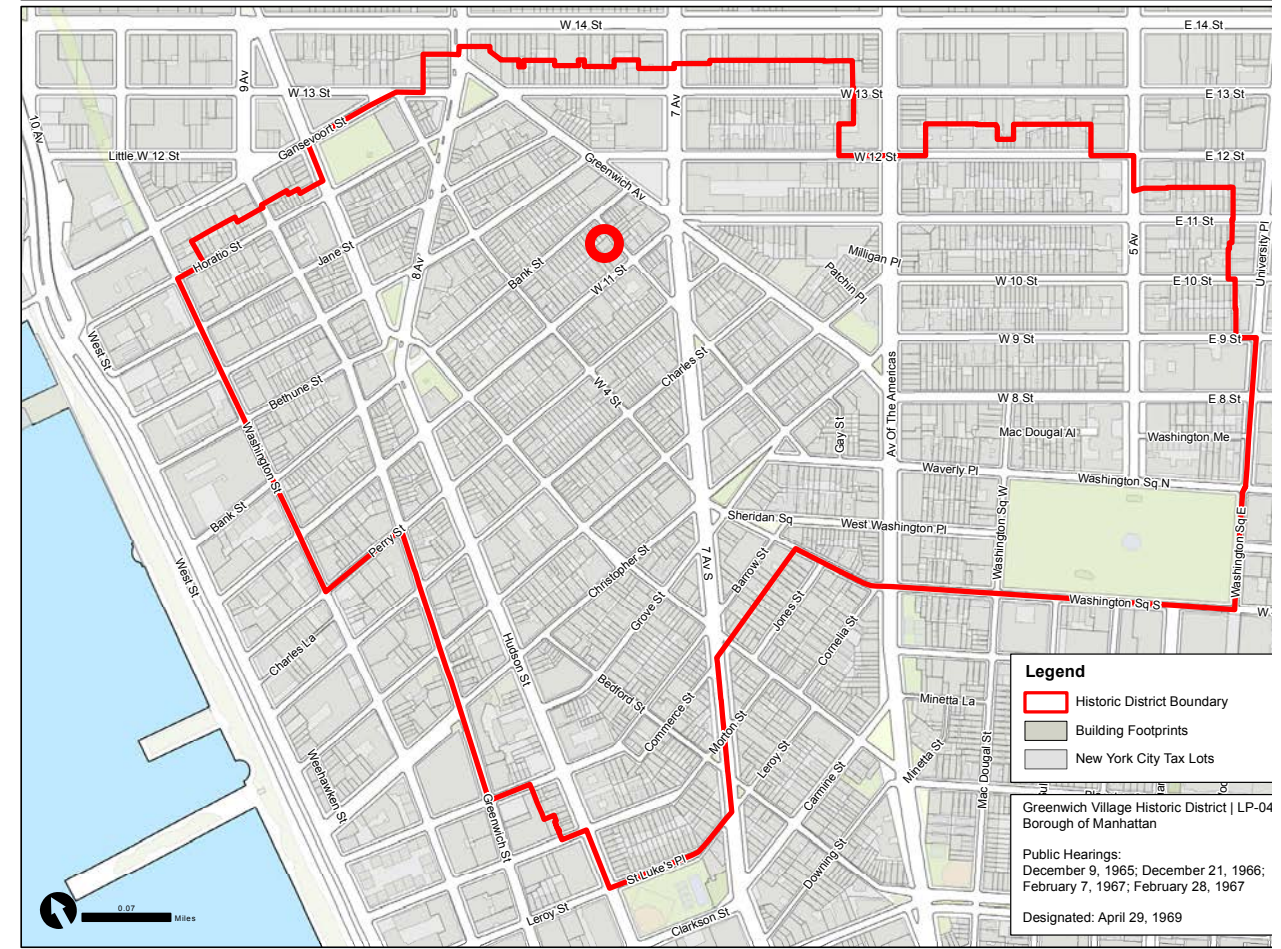 W 14 St
E 14 St
9 Av
W 13 St
7 Av
W 13 St
E 13 St
10 Av
Gansevoort St
Little W 12 St
Greenwich Av
W 12 St
E 12 St
E 11 St
Horatio St
Jane St
8 Av
Bank St
W 11 St
Milligan Pl
Patchin Pl
5 Av
University Pl
W 10 St
E 10 St
West St
W 9 St
E 9 St
Bethune St
W 4 St
Charles St
Av Of The Americas
W 8 St
E 8 St
Gay St
Mac Dougal Al
Washington Me
Washington St
Waverly Pl
Washington Sq N
Bank St
Sheridan Sq
West Washington Pl
Washington Sq W
Washington Sq E
Perry St
7 Av S
West St
Christopher St
Barrow St
Jones St
Washington Sq S
W
Grove St
Cornelia St
Charles La
Hudson St
Bedford St
Commerce St
Morton St
Minetta La
Leroy St
Weehawken St
Minetta St
Mac Dougal St
Carmine St
Greenwich St
Downing St
St Luke's Pl
Leroy St
Clarkson St
0.07
Miles
Legend
Historic District Boundary
Building Footprints
New York City Tax Lots
Greenwich Village Historic District | LP-04
Borough of Manhattan
Public Hearings:
December 9, 1965; December 21, 1966;
February 7, 1967; February 28, 1967
Designated: April 29, 1969